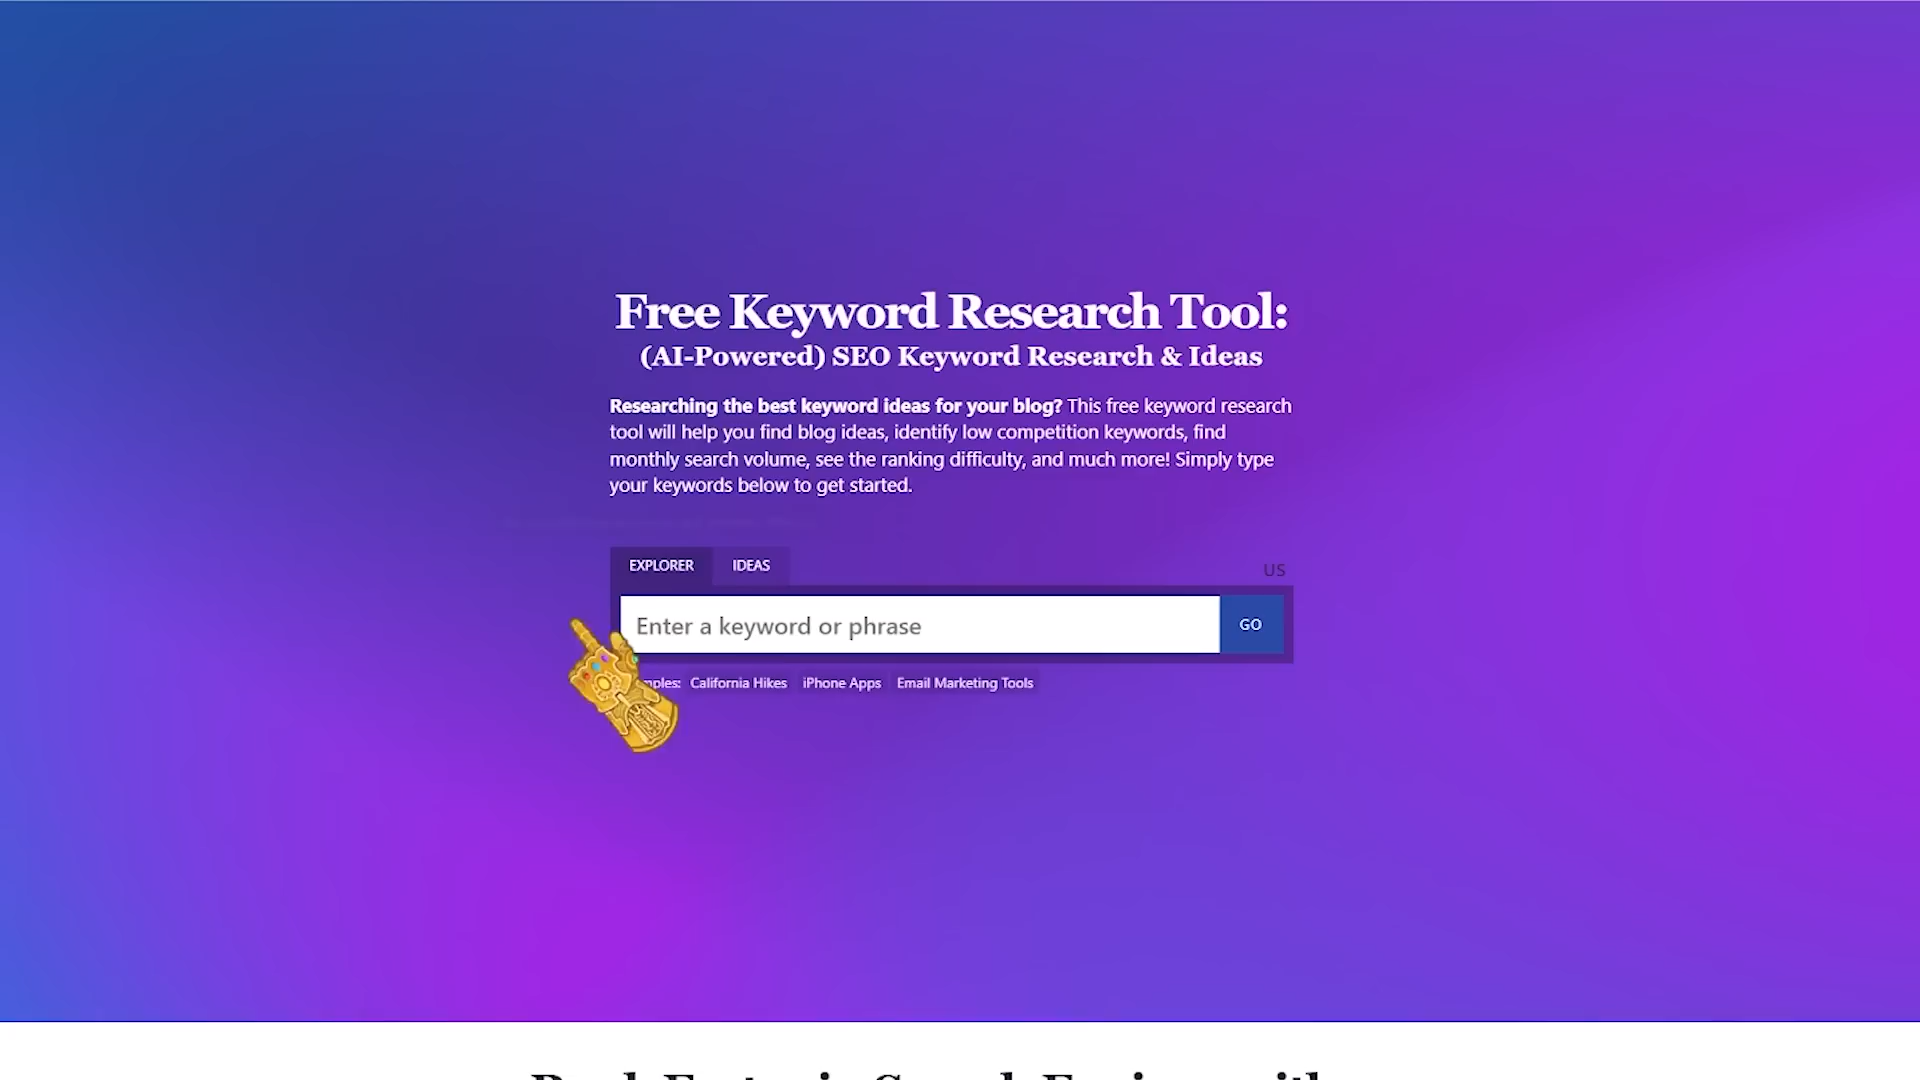 Free Keyword Research Tool:
(AI-Powered) SEO Keyword Research & Ideas
Researching the best keyword ideas for your blog? This free keyword research
tool will help you find blog ideas, identify low competition keywords, find
monthly search volume, see the ranking difficulty, and much more! Simply type
your keywords below to get started.
EXPLORER IDEAS
US
Enter a keyword or phrase GO
California Hikes iPhone Apps Email Marketing Tools